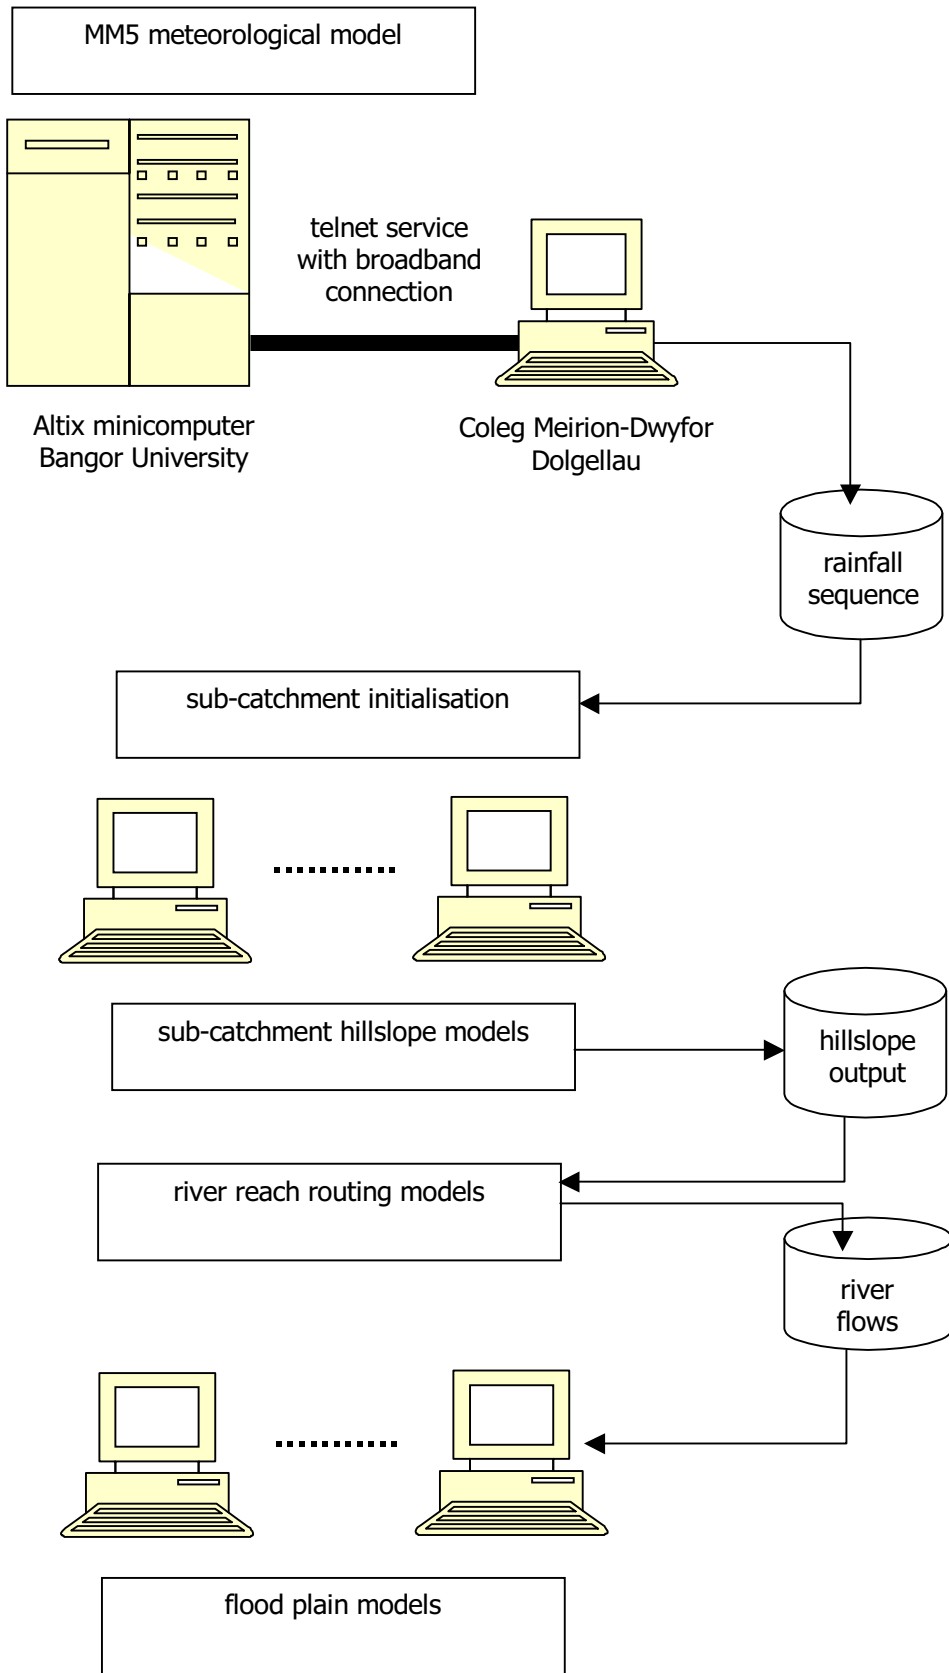 MM5 meteorological model
telnet service
with broadband
connection
Altix minicomputer
Bangor University
Coleg Meirion-Dwyfor
Dolgellau
rainfall
sequence
sub-catchment initialisation
sub-catchment hillslope models
hillslope
output
river reach routing models
river
flows
flood plain models